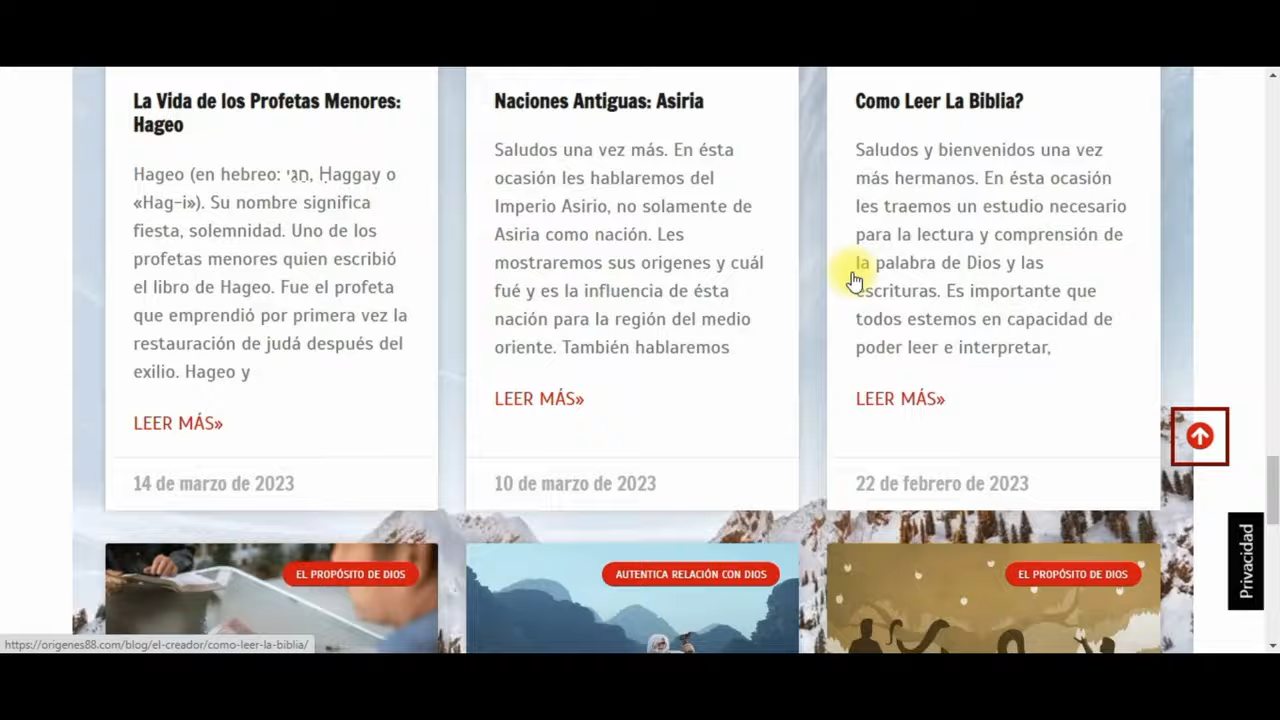 La Vida de los Profetas Menores:
Hageo
Hageo (en hebreo: חַגַּי, Ḥaggay o
«Hag-i»). Su nombre significa
fiesta, solemnidad. Uno de los
profetas menores quien escribió
el libro de Hageo. Fue el profeta
que emprendió por primera vez la
restauración de judá después del
exilio. Hageo y
LEER MÁS»
14 de marzo de 2023
Naciones Antiguas: Asiria
Saludos una vez más. En ésta
ocasión les hablaremos del
Imperio Asirio, no solamente de
Asiria como nación. Les
mostraremos sus origenes y cuál
fué y es la influencia de ésta
nación para la región del medio
oriente. También hablaremos
LEER MÁS»
10 de marzo de 2023
Como Leer La Biblia?
Saludos y bienvenidos una vez
más hermanos. En ésta ocasión
les traemos un estudio necesario
para la lectura y comprensión de
la palabra de Dios y las
escrituras. Es importante que
todos estemos en capacidad de
poder leer e interpretar,
LEER MÁS»
22 de febrero de 2023
EL PROPÓSITO DE DIOS
AUTENTICA RELACIÓN CON DIOS
EL PROPÓSITO DE DIOS
Privacidad
https://origenes88.com/blog/el-creador/como-leer-la-biblia/